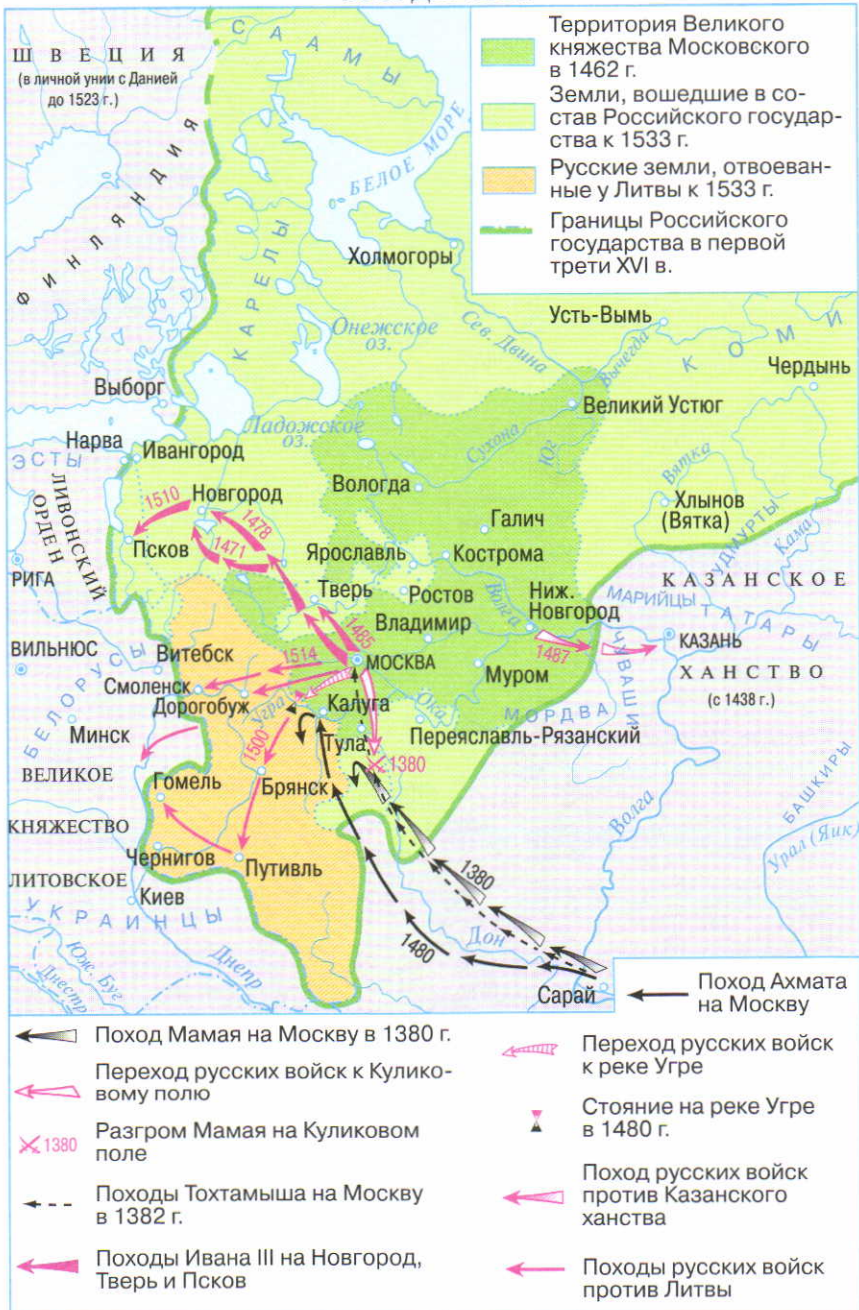 Территория Великого
княжества Московского
в 1462 г.
Земли, вошедшие в со-
став Российского государ-
ства к 1533 г.
Русские земли, отвоеван-
ные у Литвы к 1533 г.
Границы Российского
государства в первой
трети XVI в.
ШВЕЦИЯ
(в личной унии с Данией
до 1523 г.)
СААМЫ
БЕЛОЕ МОРЕ
ФИНЛЯНДИЯ
КАРЕЛЫ
Холмогоры
Онежское
оз.
Сев. Двина
Усть-Вымь
Вычегда
КОМИ
Чердынь
Выборг
Ладожское
оз.
Великий Устюг
Сухона
Юг
Нарва
Ивангород
ЭСТЫ
ЛИВОНСКИЙ
ОРДЕН
Вологда
Вятка
Хлынов
(Вятка)
1510
Новгород
1478
1471
Псков
Галич
Ярославль
Кострома
УДМУРТЫ
Кама
РИГА
Тверь
1485
Ростов
Волга
Ниж.
Новгород
КАЗАНСКОЕ
МАРИЙЦЫ
ТАТАРЫ
Владимир
1487
ЧУВАШИ
КАЗАНЬ
ХАНСТВО
(с 1438 г.)
ВИЛЬНЮС
Витебск
1514
МОСКВА
Муром
БЕЛОРУСЫ
Смоленск
Дорогобуж
Угра
Калуга
Ока
МОРДВА
Минск
1500
Тула
Переяславль-Рязанский
1380
ВЕЛИКОЕ
КНЯЖЕСТВО
ЛИТОВСКОЕ
Гомель
Брянск
Волга
БАШКИРЫ
Урал (Яик)
Чернигов
Путивль
Киев
1380
1480
УКРАИНЦЫ
Дон
Юж. Буг
Днестр
Днепр
Сарай
Поход Ахмата
на Москву
Поход Мамая на Москву в 1380 г.
Переход русских войск к Кулико-
вому полю
1380
Разгром Мамая на Куликовом
поле
Походы Тохтамыша на Москву
в 1382 г.
Походы Ивана III на Новгород,
Тверь и Псков
Переход русских войск
к реке Угре
Стояние на реке Угре
в 1480 г.
Поход русских войск
против Казанского
ханства
Походы русских войск
против Литвы